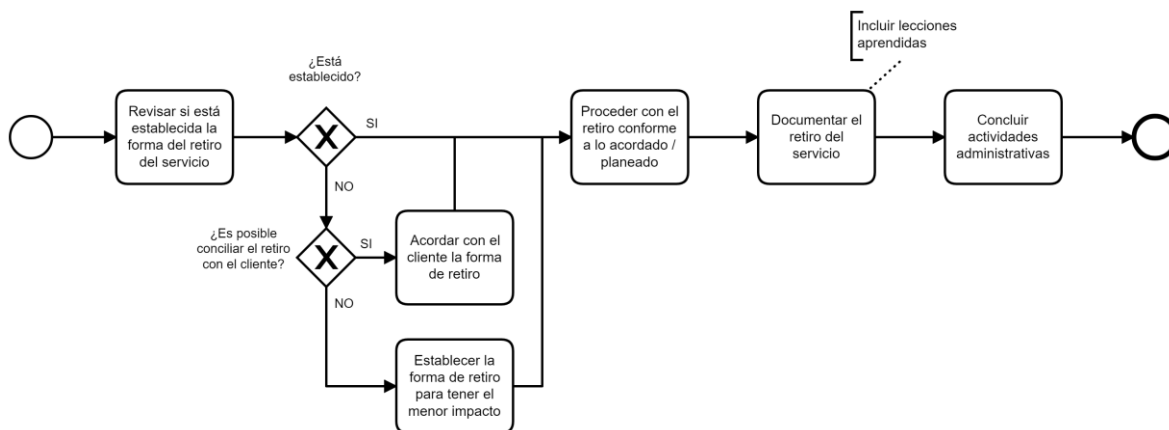 Incluir lecciones
aprendidas
¿Está
establecido?
Revisar si está
establecida la
forma del retiro
del servicio
SI
Proceder con el
retiro conforme
a lo acordado /
planeado
Documentar el
retiro del
servicio
Concluir
actividades
administrativas
NO
¿Es posible
conciliar el retiro
con el cliente?
SI
Acordar con el
cliente la forma
de retiro
NO
Establecer la
forma de retiro
para tener el
menor impacto